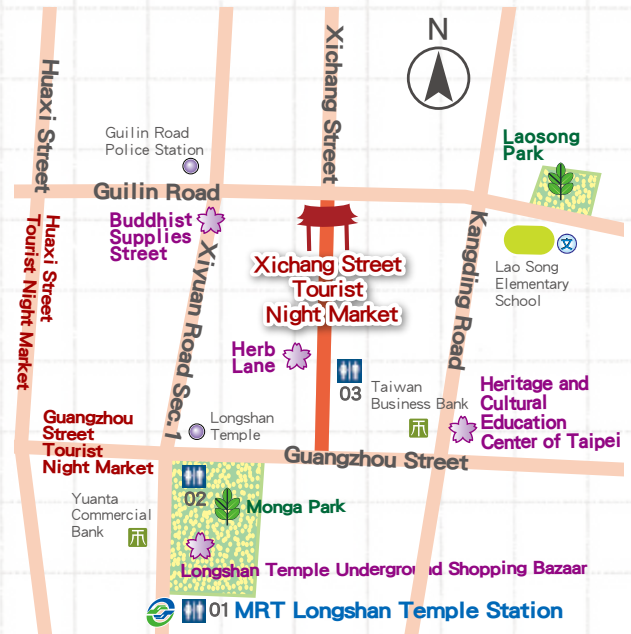 N
Xichang Street
Huaxi Street
Guilin Road
Police Station
Laosong
Park
Guilin Road
Buddhist
Supplies
Street
Huaxi Street
Tourist Night Market
Xiyuan Road Sec.1
Xichang Street
Tourist
Night Market
Kangding Road
文
Lao Song
Elementary
School
Herb
Lane
03
Taiwan
Business Bank
Heritage and
Cultural
Education
Center of Taipei
Guangzhou
Street
Tourist
Night Market
Longshan
Temple
Guangzhou Street
02
Monga Park
Yuanta
Commercial
Bank
Longshan Temple Underground Shopping Bazaar
01 MRT Longshan Temple Station